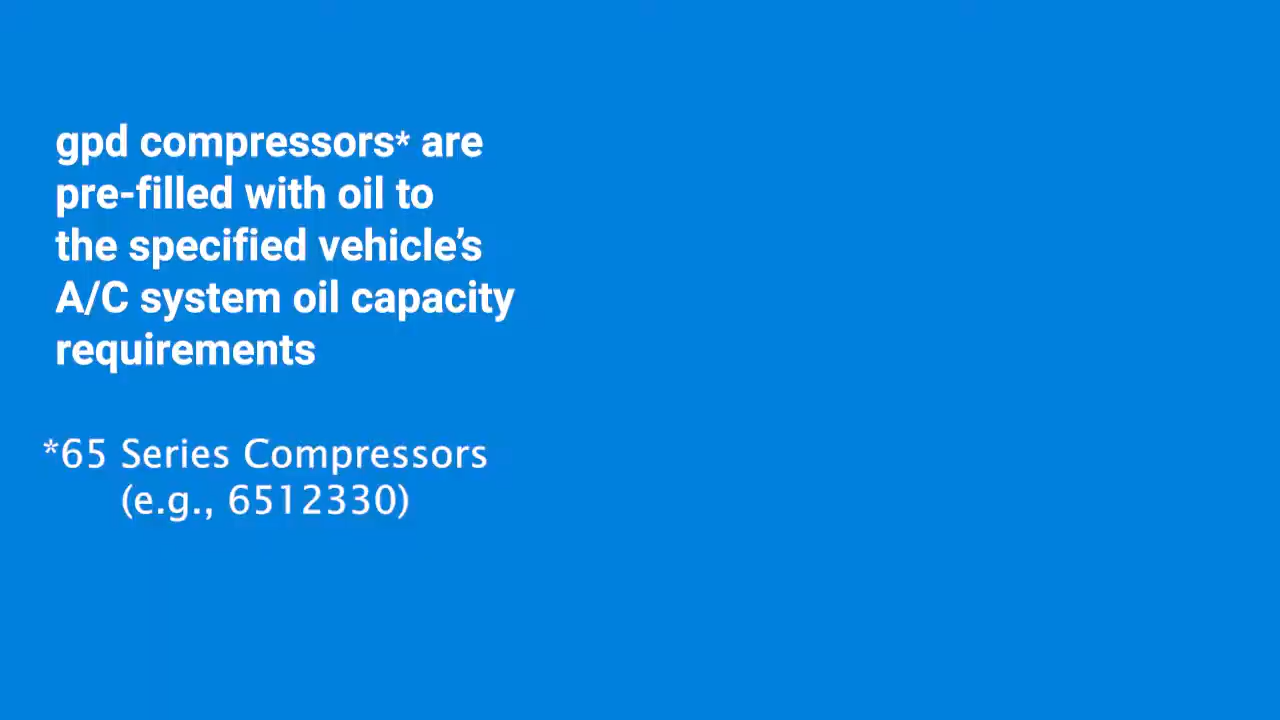 gpd compressors* are
pre-filled with oil to
the specified vehicle’s
A/C system oil capacity
requirements
*65 Series Compressors
(e.g., 6512330)